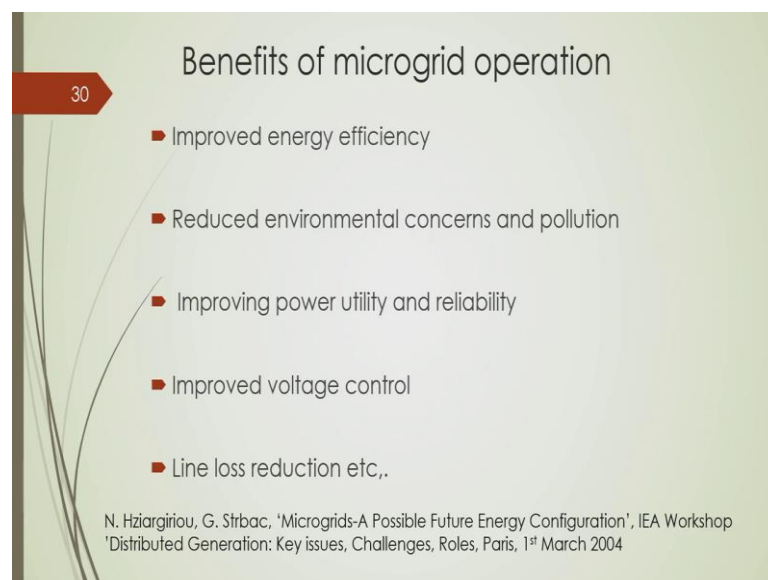 Benefits of microgrid operation
30
Improved energy efficiency
Reduced environmental concerns and pollution
Improving power utility and reliability
Improved voltage control
Line loss reduction etc,.
N. Hziargiriou, G. Strbac, ‘Microgrids-A Possible Future Energy Configuration’, IEA Workshop
’Distributed Generation: Key issues, Challenges, Roles, Paris, 1st March 2004